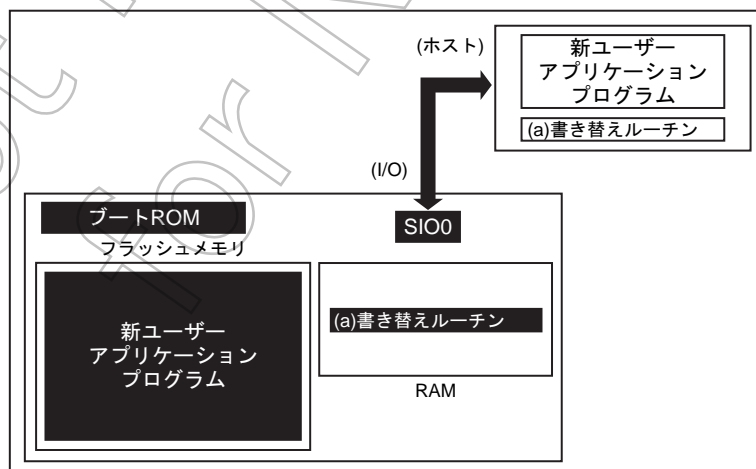 (ホスト)
新ユーザー
アプリケーション
プログラム
(a)書き替えルーチン
(I/O)
ブートROM
SIO0
フラッシュメモリ
新ユーザー
アプリケーション
プログラム
(a)書き替えルーチン
RAM